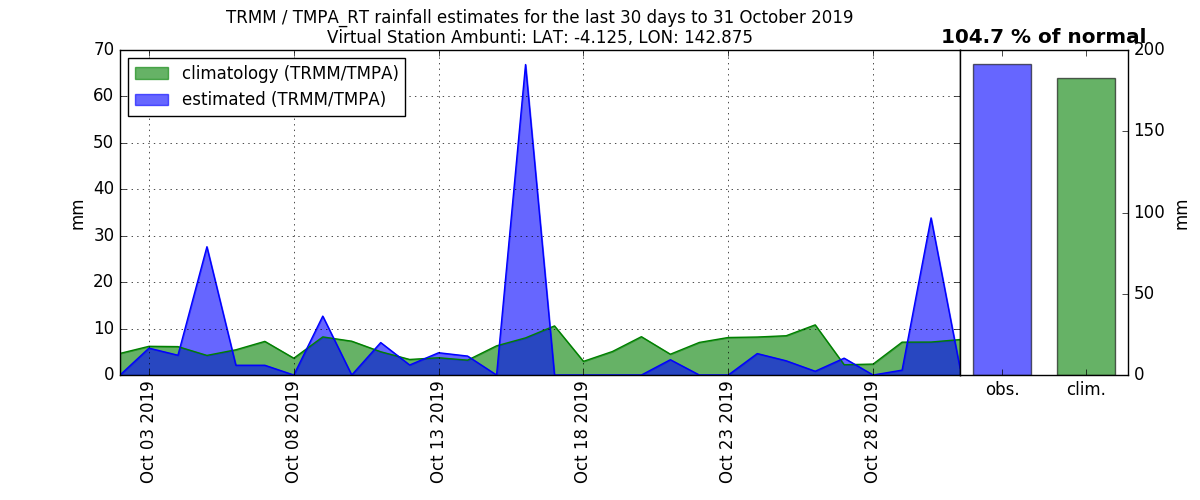 TRMM / TMPA_RT rainfall estimates for the last 30 days to 31 October 2019
Virtual Station Ambunti: LAT: -4.125, LON: 142.875
104.7 % of normal
climatology (TRMM/TMPA)
estimated (TRMM/TMPA)
mm
70
60
50
40
30
20
10
0
Oct 03 2019
Oct 08 2019
Oct 13 2019
Oct 18 2019
Oct 23 2019
Oct 28 2019
obs.
clim.
200
150
100
50
0
mm